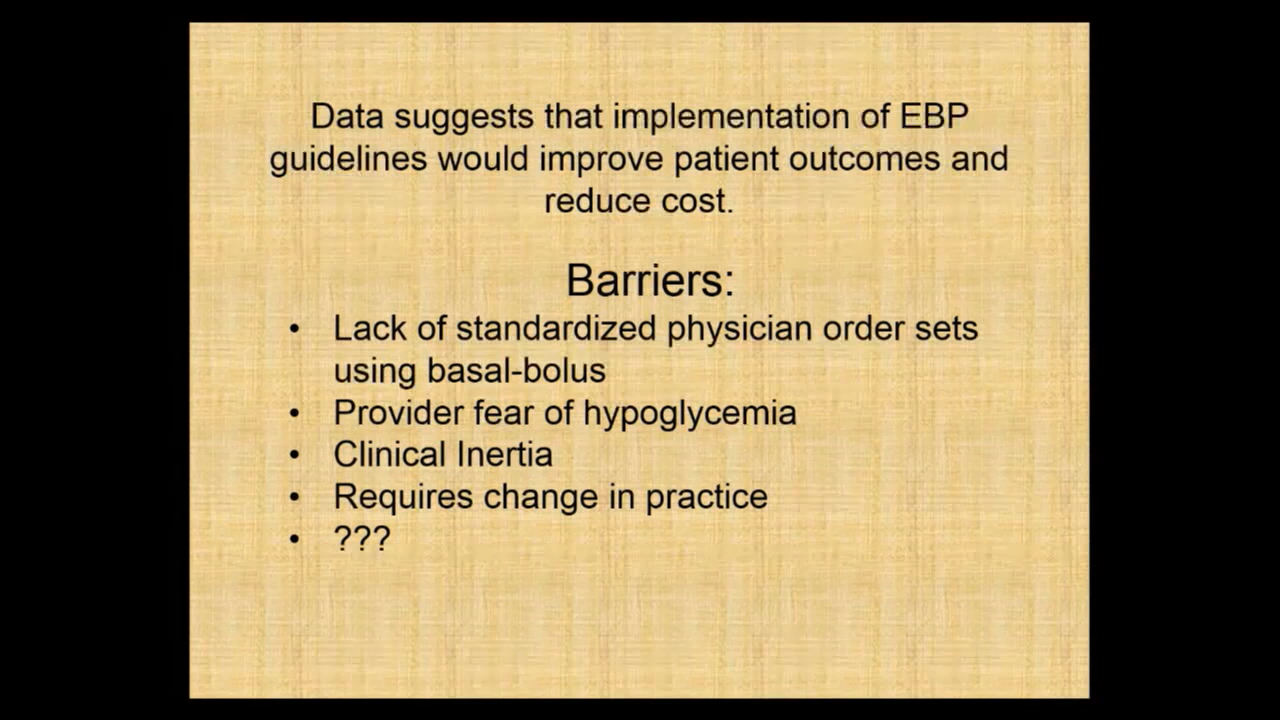 Data suggests that implementation of EBP
guidelines would improve patient outcomes and
reduce cost.
Barriers:
• Lack of standardized physician order sets
using basal-bolus
• Provider fear of hypoglycemia
• Clinical Inertia
• Requires change in practice
• ???